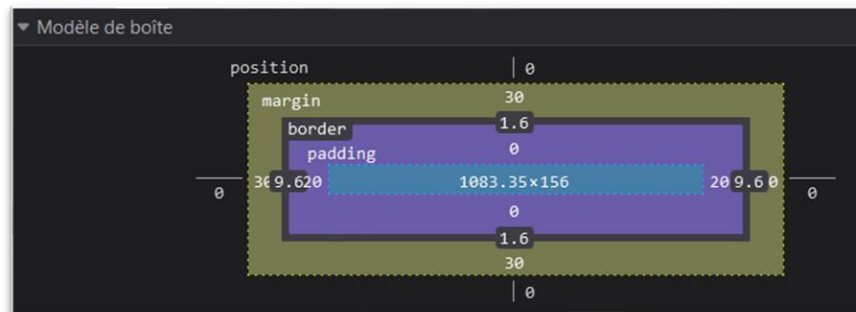 Modèle de boîte
position 0
margin 30
border 1.6
padding 0
0 30 9.6 20 1083.35×156 20 9.6 0 0
0
1.6
30
0